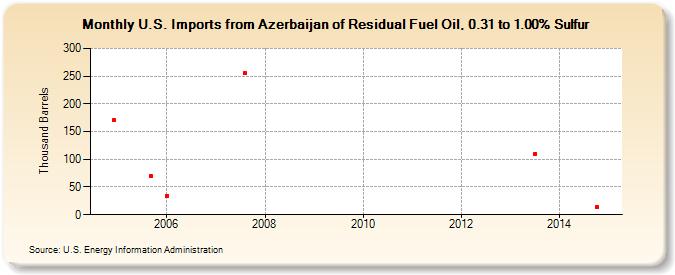 Monthly U.S. Imports from Azerbaijan of Residual Fuel Oil, 0.31 to 1.00% Sulfur
Thousand Barrels
300
250
200
150
100
50
0
2006 2008 2010 2012 2014
Source: U.S. Energy Information Administration